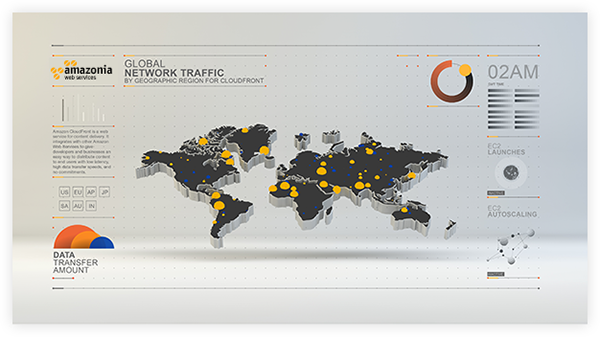 amazonia
web services
GLOBAL
NETWORK TRAFFIC
BY GEOGRAPHIC REGION FOR CLOUDFRONT
Amazon CloudFront is a web
service for content delivery. It
integrates with other Amazon
Web Services to give
developers and businesses an
easy way to distribute content
to end users with low latency,
high data transfer speeds, and
no commitments.
US EU AP JP
SA AU IN
DATA
TRANSFER
AMOUNT
02AM
TIME
EC2
LAUNCHES
EC2
AUTOSCALING